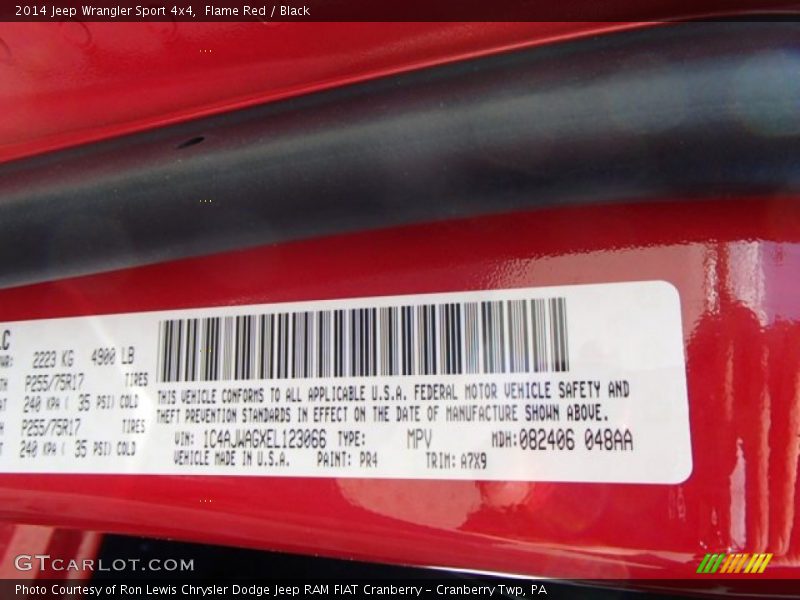 2014 Jeep Wrangler Sport 4x4,  Flame Red / Black
LC
2223 KG 4900 LB
P255/75R17 TIRES
240 KPA ( 35 PSI) COLD
P255/75R17 TIRES
240 KPA ( 35 PSI) COLD
THIS VEHICLE CONFORMS TO ALL APPLICABLE U.S.A. FEDERAL MOTOR VEHICLE SAFETY AND
THEFT PREVENTION STANDARDS IN EFFECT ON THE DATE OF MANUFACTURE SHOWN ABOVE.
VIN: 1C4AJWAGXEL123066 TYPE: MPV MDH:082406 048AA
VEHICLE MADE IN U.S.A. PAINT: PR4 TRIM: A7X9
GTCARLOT.COM
Photo Courtesy of Ron Lewis Chrysler Dodge Jeep RAM FIAT Cranberry - Cranberry Twp, PA